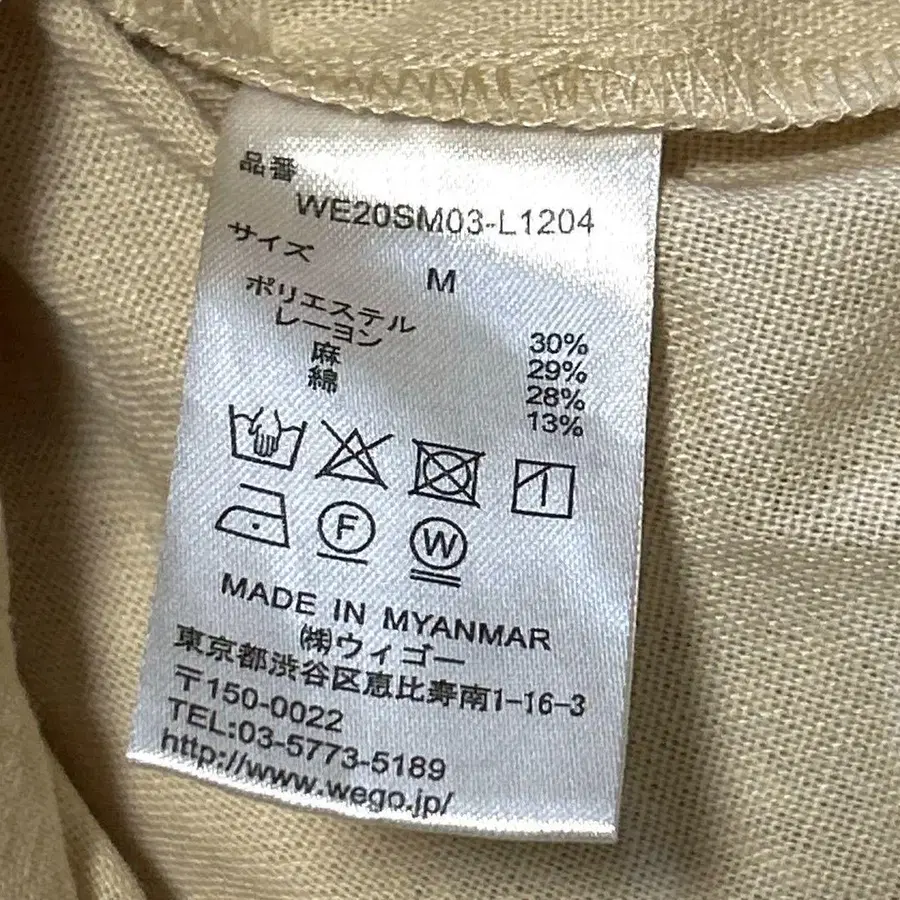 品番
WE20SM03-L1204
サイズ
M
ポリエステル 30%
レーヨン 29%
麻 28%
綿 13%
F W
MADE IN MYANMAR
㈱ウィゴー
東京都渋谷区恵比寿南1-16-3
〒150-0022
TEL:03-5773-5189
http://www.wego.jp/